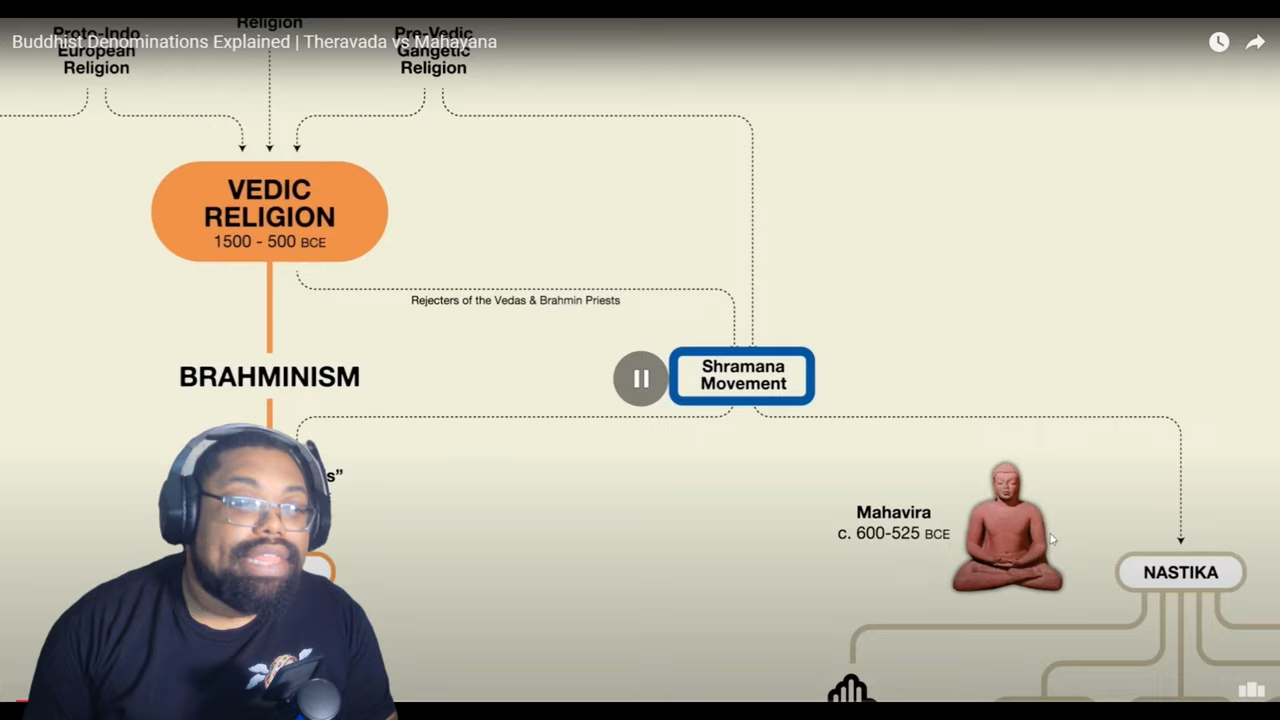 Religion
Proto-Indo
European
Religion
Pre-Vedic
Gangetic
Religion
Buddhist Denominations Explained | Theravada vs Mahayana
VEDIC
RELIGION
1500 - 500 BCE
Rejecters of the Vedas & Brahmin Priests
Shramana
Movement
BRAHMINISM
s”
Mahavira
c. 600-525 BCE
NASTIKA